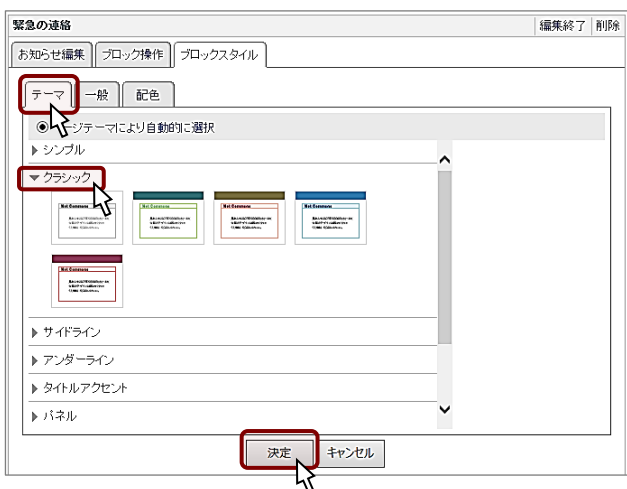 緊急の連絡
編集終了 削除
お知らせ編集 ブロック操作 ブロックスタイル
テーマ 一般 配色
ージテーマにより自動的に選択
シンプル
クラシック
Net Commons
Net Commons
Net Commons
Net Commons
Net Commons
サイドライン
アンダーライン
タイトルアクセント
パネル
決定 キャンセル